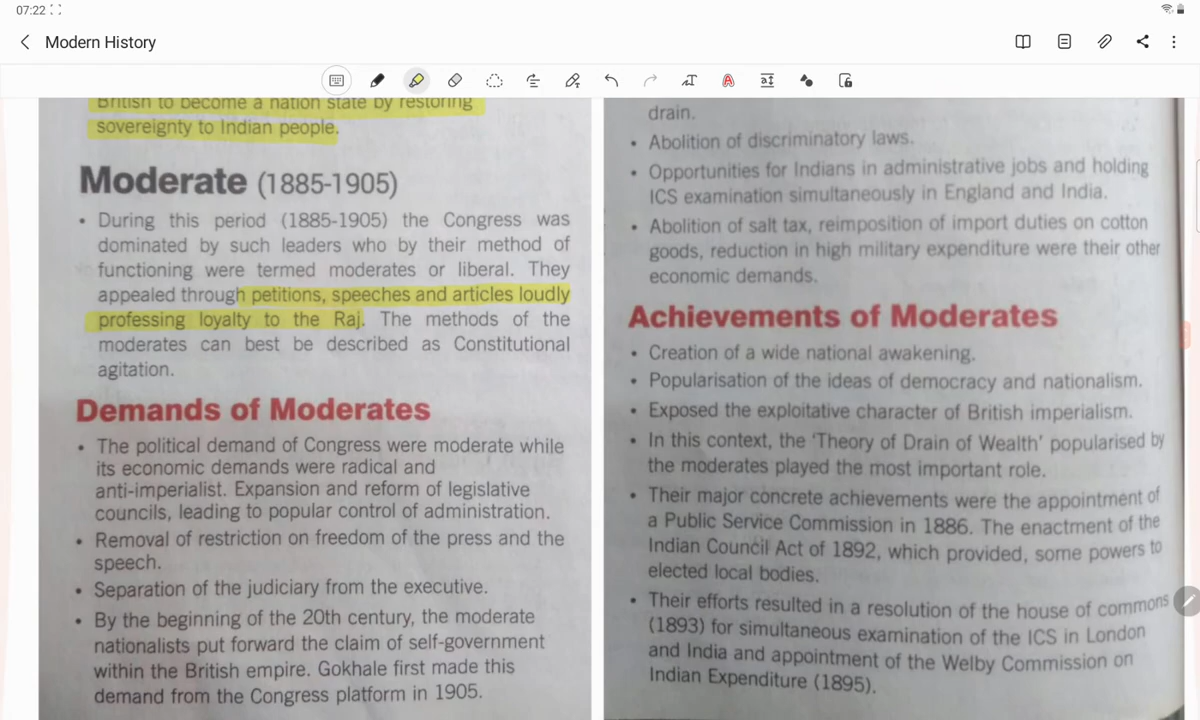 07:22
Modern History
British to become a nation state by restoring
sovereignty to Indian people.
Moderate (1885-1905)
• During this period (1885-1905) the Congress was
dominated by such leaders who by their method of
functioning were termed moderates or liberal. They
appealed through petitions, speeches and articles loudly
professing loyalty to the Raj. The methods of the
moderates can best be described as Constitutional
agitation.
Demands of Moderates
• The political demand of Congress were moderate while
its economic demands were radical and
anti-imperialist. Expansion and reform of legislative
councils, leading to popular control of administration.
• Removal of restriction on freedom of the press and the
speech.
• Separation of the judiciary from the executive.
• By the beginning of the 20th century, the moderate
nationalists put forward the claim of self-government
within the British empire. Gokhale first made this
demand from the Congress platform in 1905.
drain.
• Abolition of discriminatory laws.
• Opportunities for Indians in administrative jobs and holding
ICS examination simultaneously in England and India.
• Abolition of salt tax, reimposition of import duties on cotton
goods, reduction in high military expenditure were their other
economic demands.
Achievements of Moderates
• Creation of a wide national awakening.
• Popularisation of the ideas of democracy and nationalism.
• Exposed the exploitative character of British imperialism.
• In this context, the 'Theory of Drain of Wealth' popularised by
the moderates played the most important role.
• Their major concrete achievements were the appointment of
a Public Service Commission in 1886. The enactment of the
Indian Council Act of 1892, which provided, some powers to
elected local bodies.
• Their efforts resulted in a resolution of the house of commons
(1893) for simultaneous examination of the ICS in London
and India and appointment of the Welby Commission on
Indian Expenditure (1895).